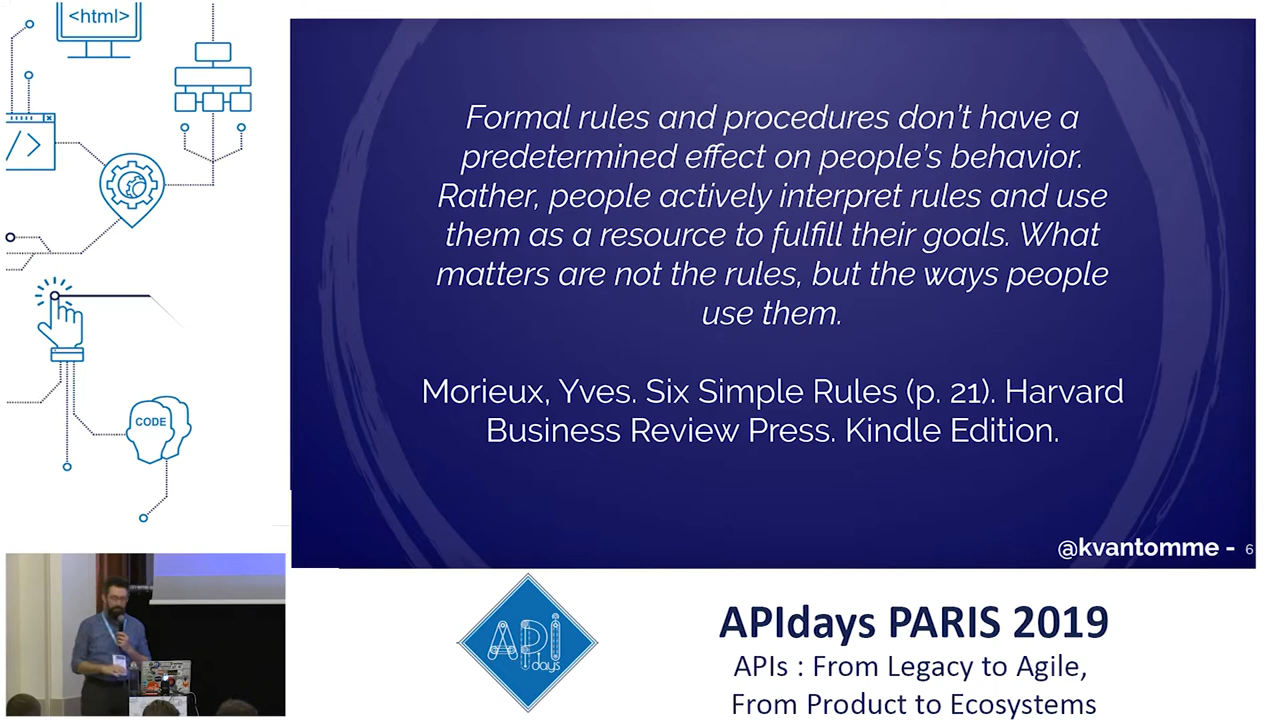 <html>
</>
CODE
Formal rules and procedures don't have a
predetermined effect on people's behavior.
Rather, people actively interpret rules and use
them as a resource to fulfill their goals. What
matters are not the rules, but the ways people
use them.
Morieux, Yves. Six Simple Rules (p. 21). Harvard
Business Review Press. Kindle Edition.
@kvantomme - 6
API
days
APIdays PARIS 2019
APIs : From Legacy to Agile,
From Product to Ecosystems